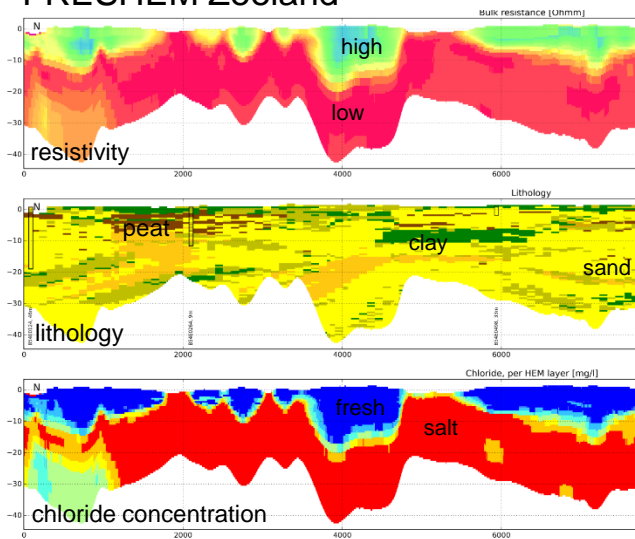 FRESHEM Zeeland
Bulk resistance [Ohmm]
N
0
−10
−20
−30
−40
high
low
resistivity
0 2000 4000 6000
Lithology
N
0
−10
−20
−30
−40
peat
clay
sand
lithology
0 2000 4000 6000
Chloride, per HEM layer [mg/l]
N
0
−10
−20
−30
−40
fresh
salt
chloride concentration
0 2000 4000 6000